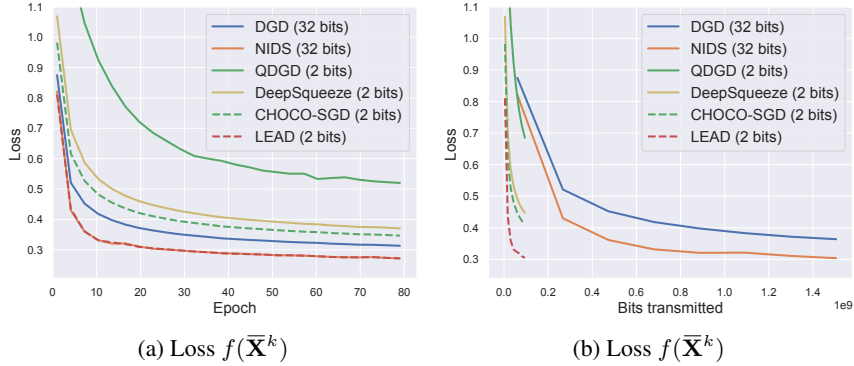 1.1
1.0
0.9
0.8
0.7
0.6
0.5
0.4
0.3
Loss
DGD (32 bits)
NIDS (32 bits)
QDGD (2 bits)
DeepSqueeze (2 bits)
CHOCO-SGD (2 bits)
LEAD (2 bits)
0 10 20 30 40 50 60 70 80
Epoch
(a) Loss f(X̅^k)
1.1
1.0
0.9
0.8
0.7
0.6
0.5
0.4
0.3
Loss
DGD (32 bits)
NIDS (32 bits)
QDGD (2 bits)
DeepSqueeze (2 bits)
CHOCO-SGD (2 bits)
LEAD (2 bits)
0.0 0.2 0.4 0.6 0.8 1.0 1.2 1.4
Bits transmitted
1e9
(b) Loss f(X̅^k)